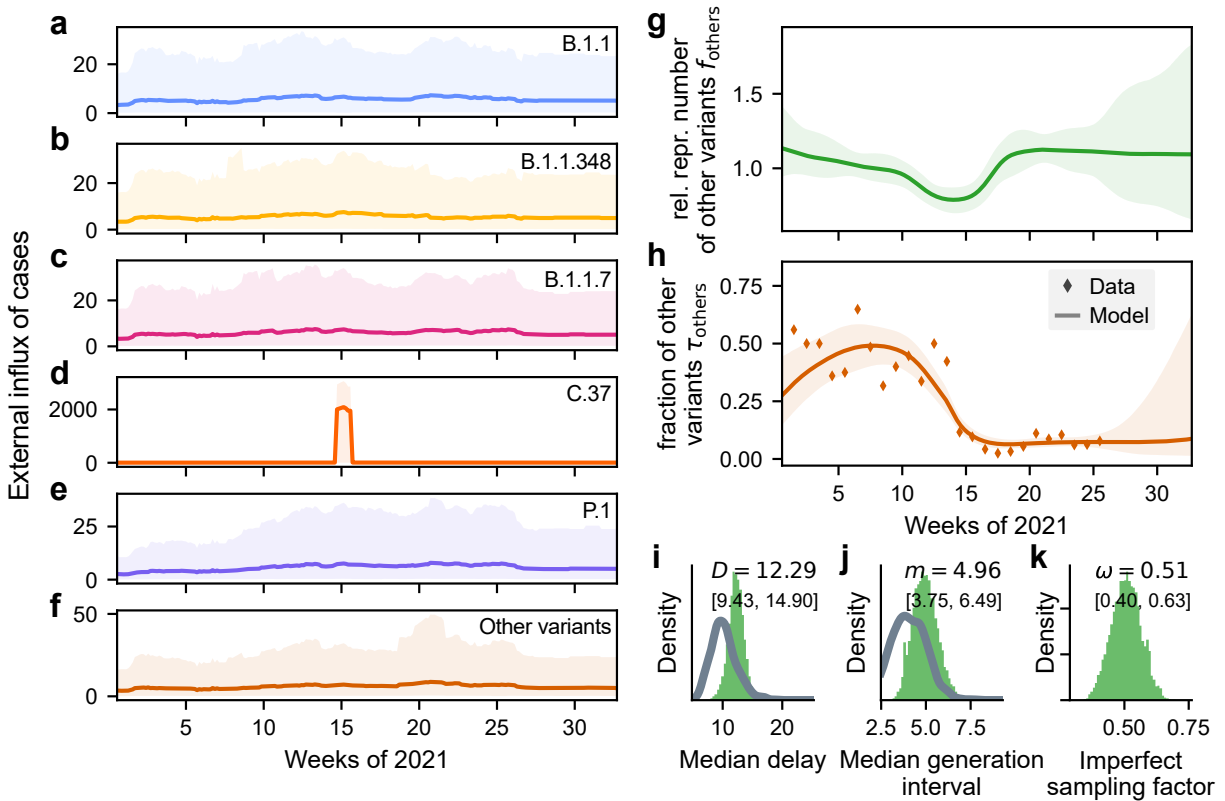 External influx of cases
a
B.1.1
20
0
b
B.1.1.348
20
0
c
B.1.1.7
20
0
d
C.37
2000
0
e
P.1
25
0
f
Other variants
50
0
5 10 15 20 25 30
Weeks of 2021
g
rel. repr. number
of other variants f_others
1.5
1.0
h
fraction of other
variants τ_others
0.75
0.50
0.25
0.00
Data
Model
5 10 15 20 25 30
Weeks of 2021
i
D = 12.29
[9.43, 14.90]
Density
10 20
Median delay
j
m = 4.96
[3.75, 6.49]
Density
2.5 5.0 7.5
Median generation
interval
k
ω = 0.51
[0.40, 0.63]
Density
0.50 0.75
Imperfect
sampling factor